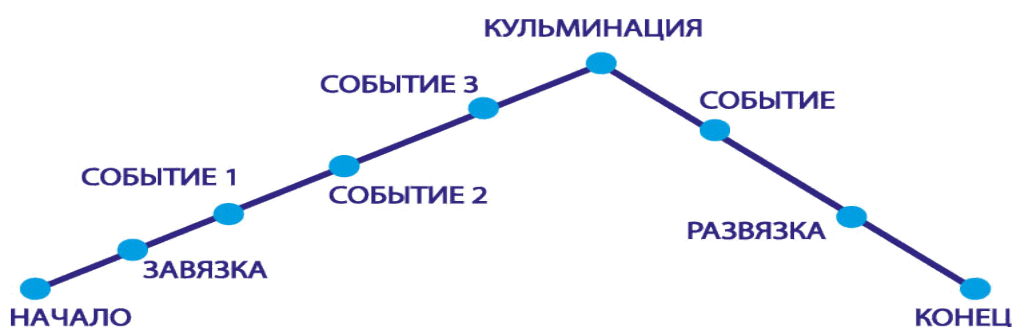 КУЛЬМИНАЦИЯ
СОБЫТИЕ 3
СОБЫТИЕ
СОБЫТИЕ 1
СОБЫТИЕ 2
РАЗВЯЗКА
ЗАВЯЗКА
НАЧАЛО
КОНЕЦ